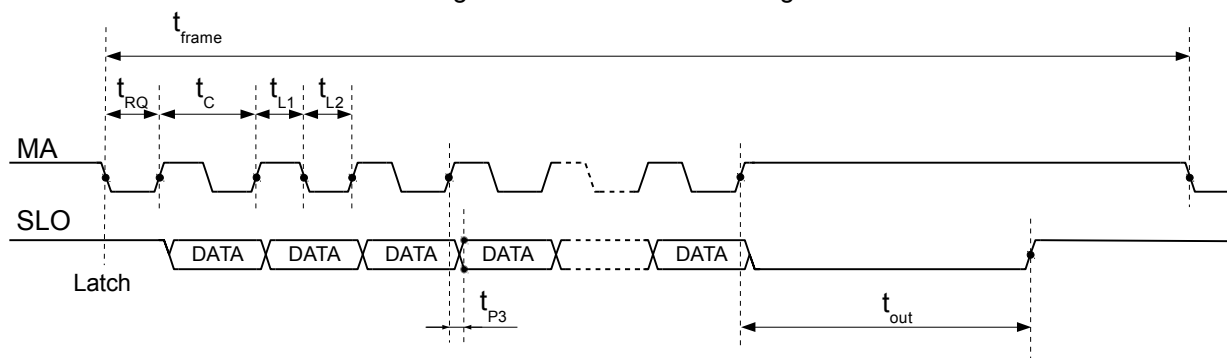 t_frame
t_RQ t_C t_L1 t_L2
MA
SLO
DATA DATA DATA DATA DATA
Latch
t_P3 t_out